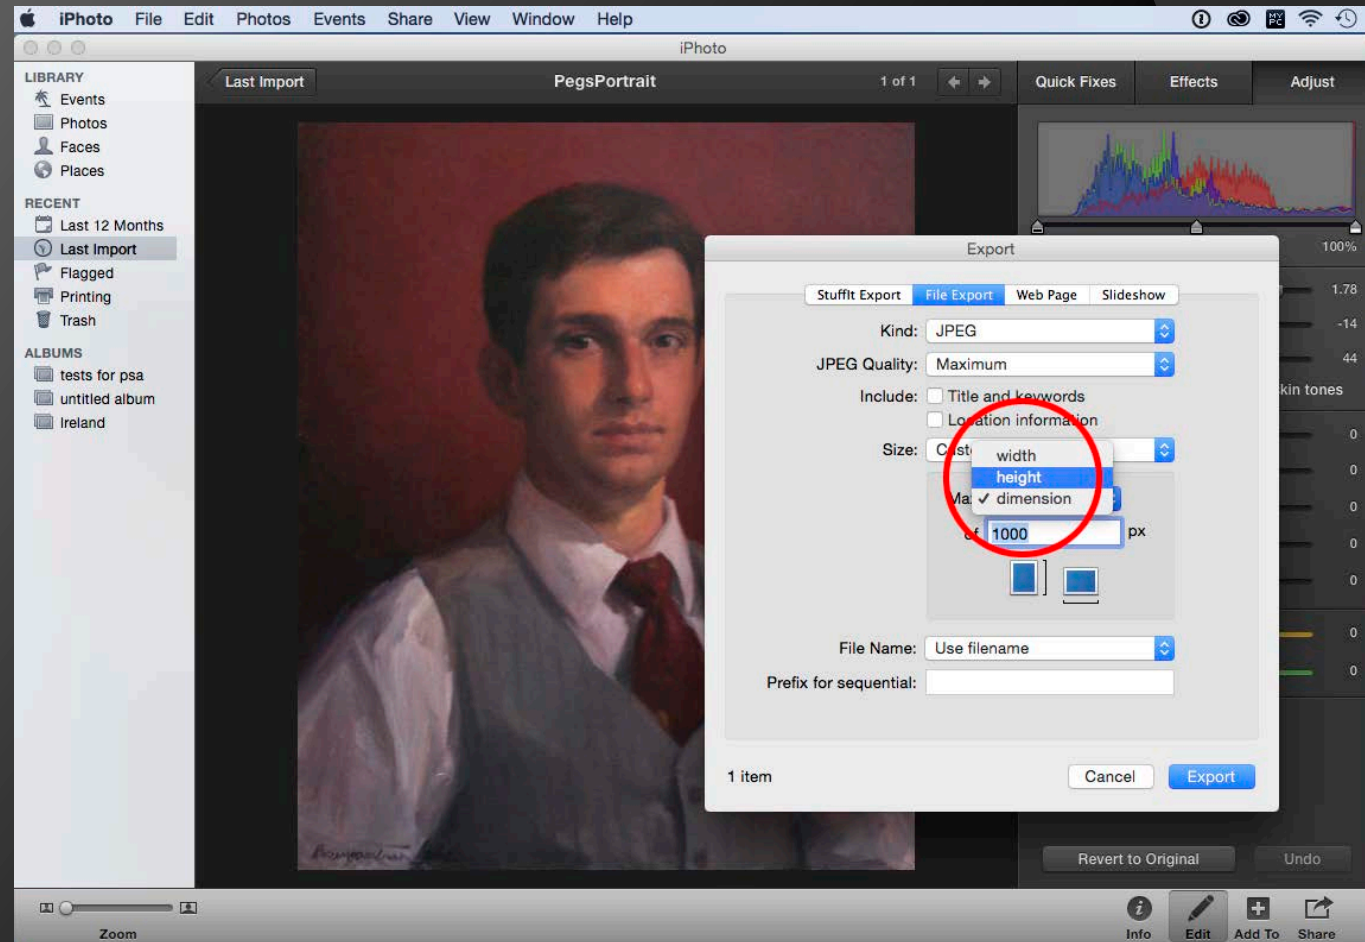 iPhoto File Edit Photos Events Share View Window Help
iPhoto
LIBRARY
Events
Photos
Faces
Places
RECENT
Last 12 Months
Last Import
Flagged
Printing
Trash
ALBUMS
tests for psa
untitled album
Ireland
Last Import PegsPortrait 1 of 1
Quick Fixes Effects Adjust
100%
1.78
-14
44
kin tones
0
0
0
0
0
0
0
Export
StuffIt Export File Export Web Page Slideshow
Kind: JPEG
JPEG Quality: Maximum
Include: Title and keywords
Location information
Size: Cust
width
height
Ma ✓ dimension
of 1000 px
File Name: Use filename
Prefix for sequential:
1 item Cancel Export
Revert to Original Undo
Zoom
Info Edit Add To Share